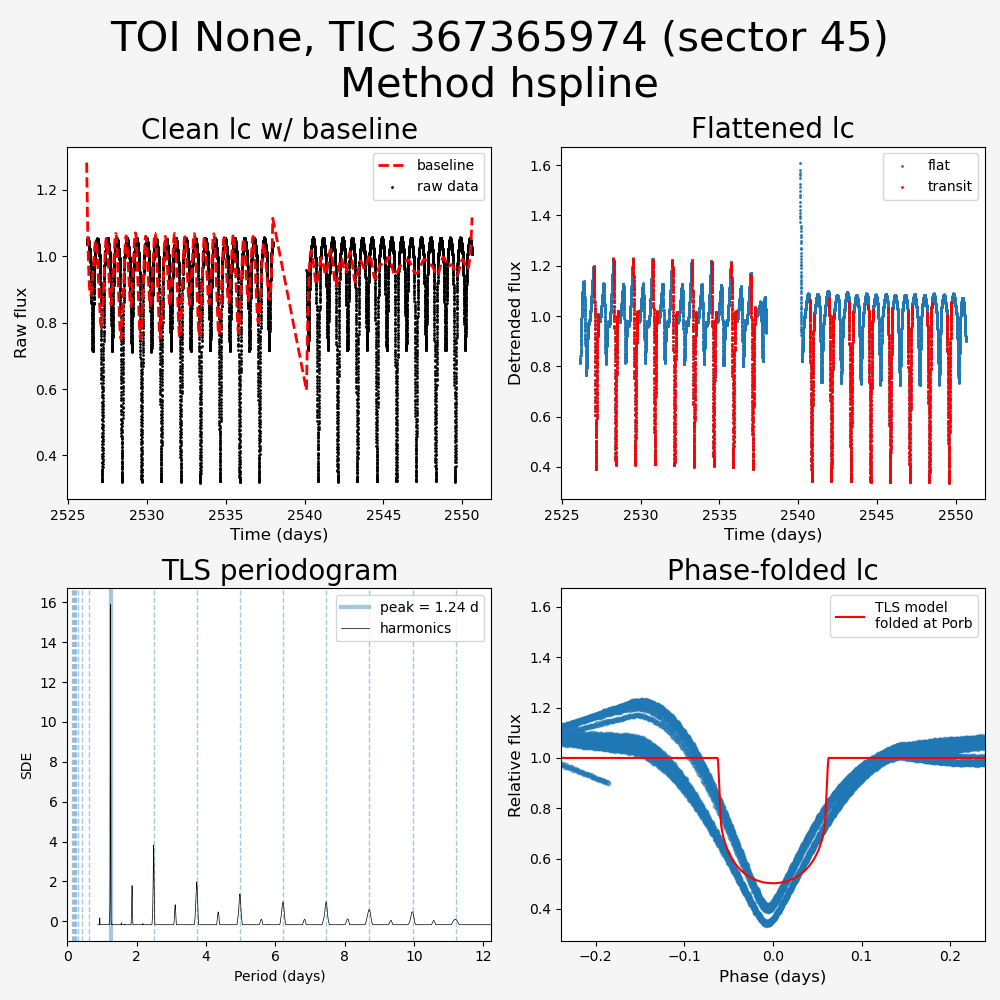 TOI None, TIC 367365974 (sector 45)
Method hspline
Clean lc w/ baseline
Raw flux
1.2
1.0
0.8
0.6
0.4
baseline
raw data
2525
2530
2535
2540
2545
2550
Time (days)
Flattened lc
Detrended flux
1.6
1.4
1.2
1.0
0.8
0.6
0.4
flat
transit
2525
2530
2535
2540
2545
2550
Time (days)
TLS periodogram
SDE
16
14
12
10
8
6
4
2
0
peak = 1.24 d
harmonics
0
2
4
6
8
10
12
Period (days)
Phase-folded lc
Relative flux
1.6
1.4
1.2
1.0
0.8
0.6
0.4
TLS model
folded at Porb
−0.2
−0.1
0.0
0.1
0.2
Phase (days)